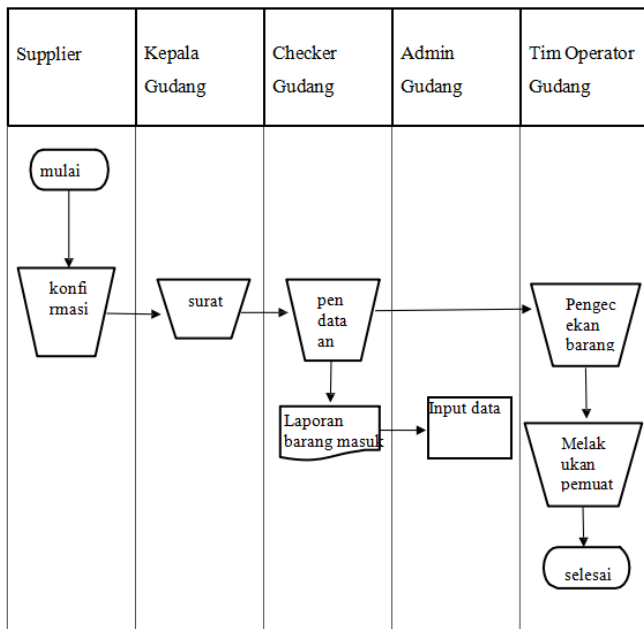 Supplier
Kepala
Gudang
Checker
Gudang
Admin
Gudang
Tim Operator
Gudang
mulai
konfi
rmasi
surat
pen
data
an
Pengec
ekan
barang
Laporan
barang masuk
Input data
Melak
ukan
pemuat
selesai